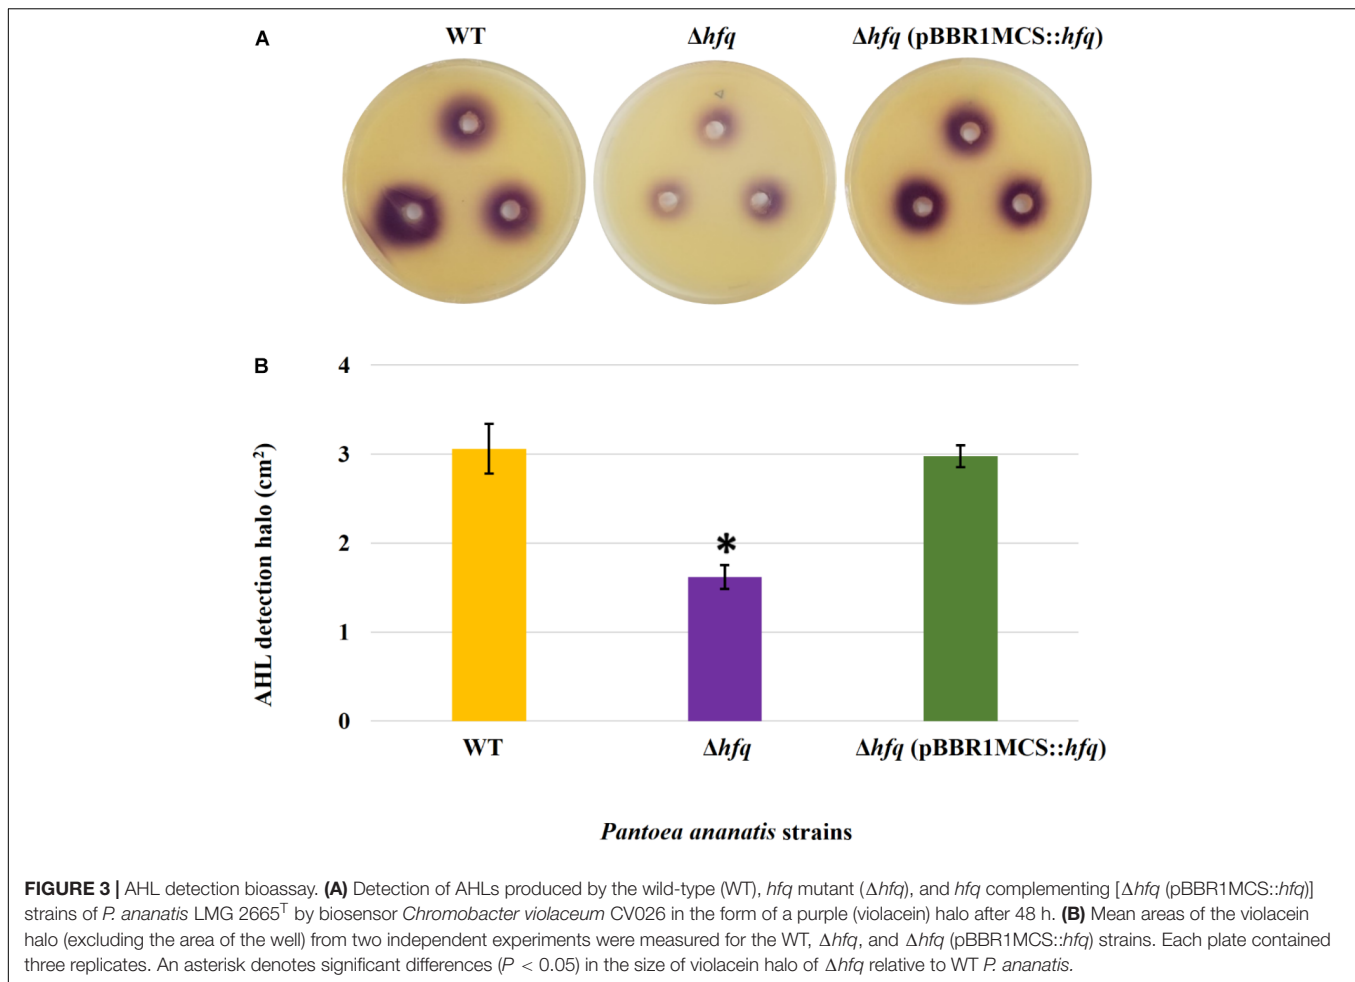 A
WT
Δhfq
Δhfq (pBBR1MCS::hfq)
B
4
3
2
1
0
AHL detection halo (cm²)
*
WT
Δhfq
Δhfq (pBBR1MCS::hfq)
Pantoea ananatis strains
FIGURE 3 | AHL detection bioassay. (A) Detection of AHLs produced by the wild-type (WT), hfq mutant (Δhfq), and hfq complementing [Δhfq (pBBR1MCS::hfq)]
strains of P. ananatis LMG 2665ᵀ by biosensor Chromobacter violaceum CV026 in the form of a purple (violacein) halo after 48 h. (B) Mean areas of the violacein
halo (excluding the area of the well) from two independent experiments were measured for the WT, Δhfq, and Δhfq (pBBR1MCS::hfq) strains. Each plate contained
three replicates. An asterisk denotes significant differences (P < 0.05) in the size of violacein halo of Δhfq relative to WT P. ananatis.